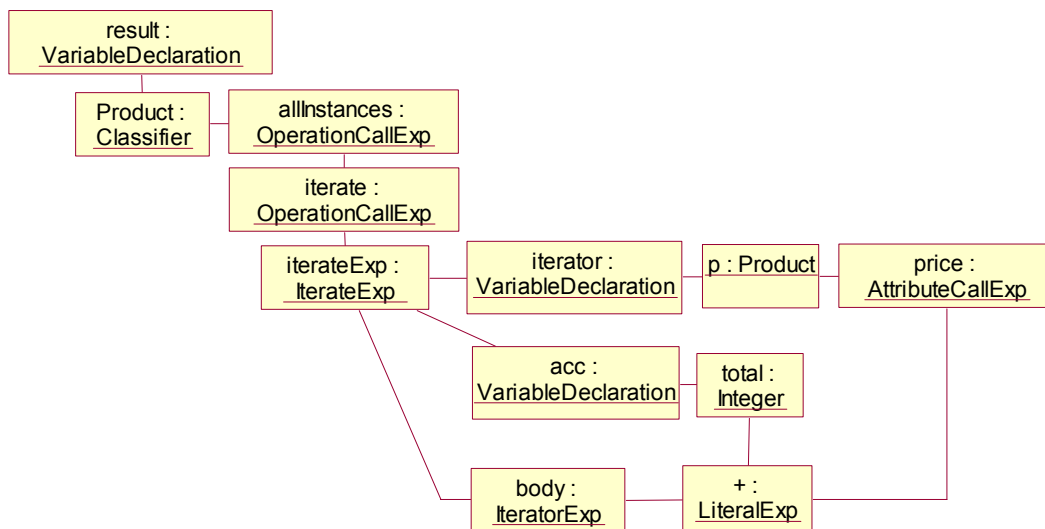 result :
VariableDeclaration
Product :
Classifier
allInstances :
OperationCallExp
iterate :
OperationCallExp
iterateExp :
IterateExp
iterator :
VariableDeclaration
p : Product
price :
AttributeCallExp
acc :
VariableDeclaration
total :
Integer
body :
IteratorExp
+ :
LiteralExp